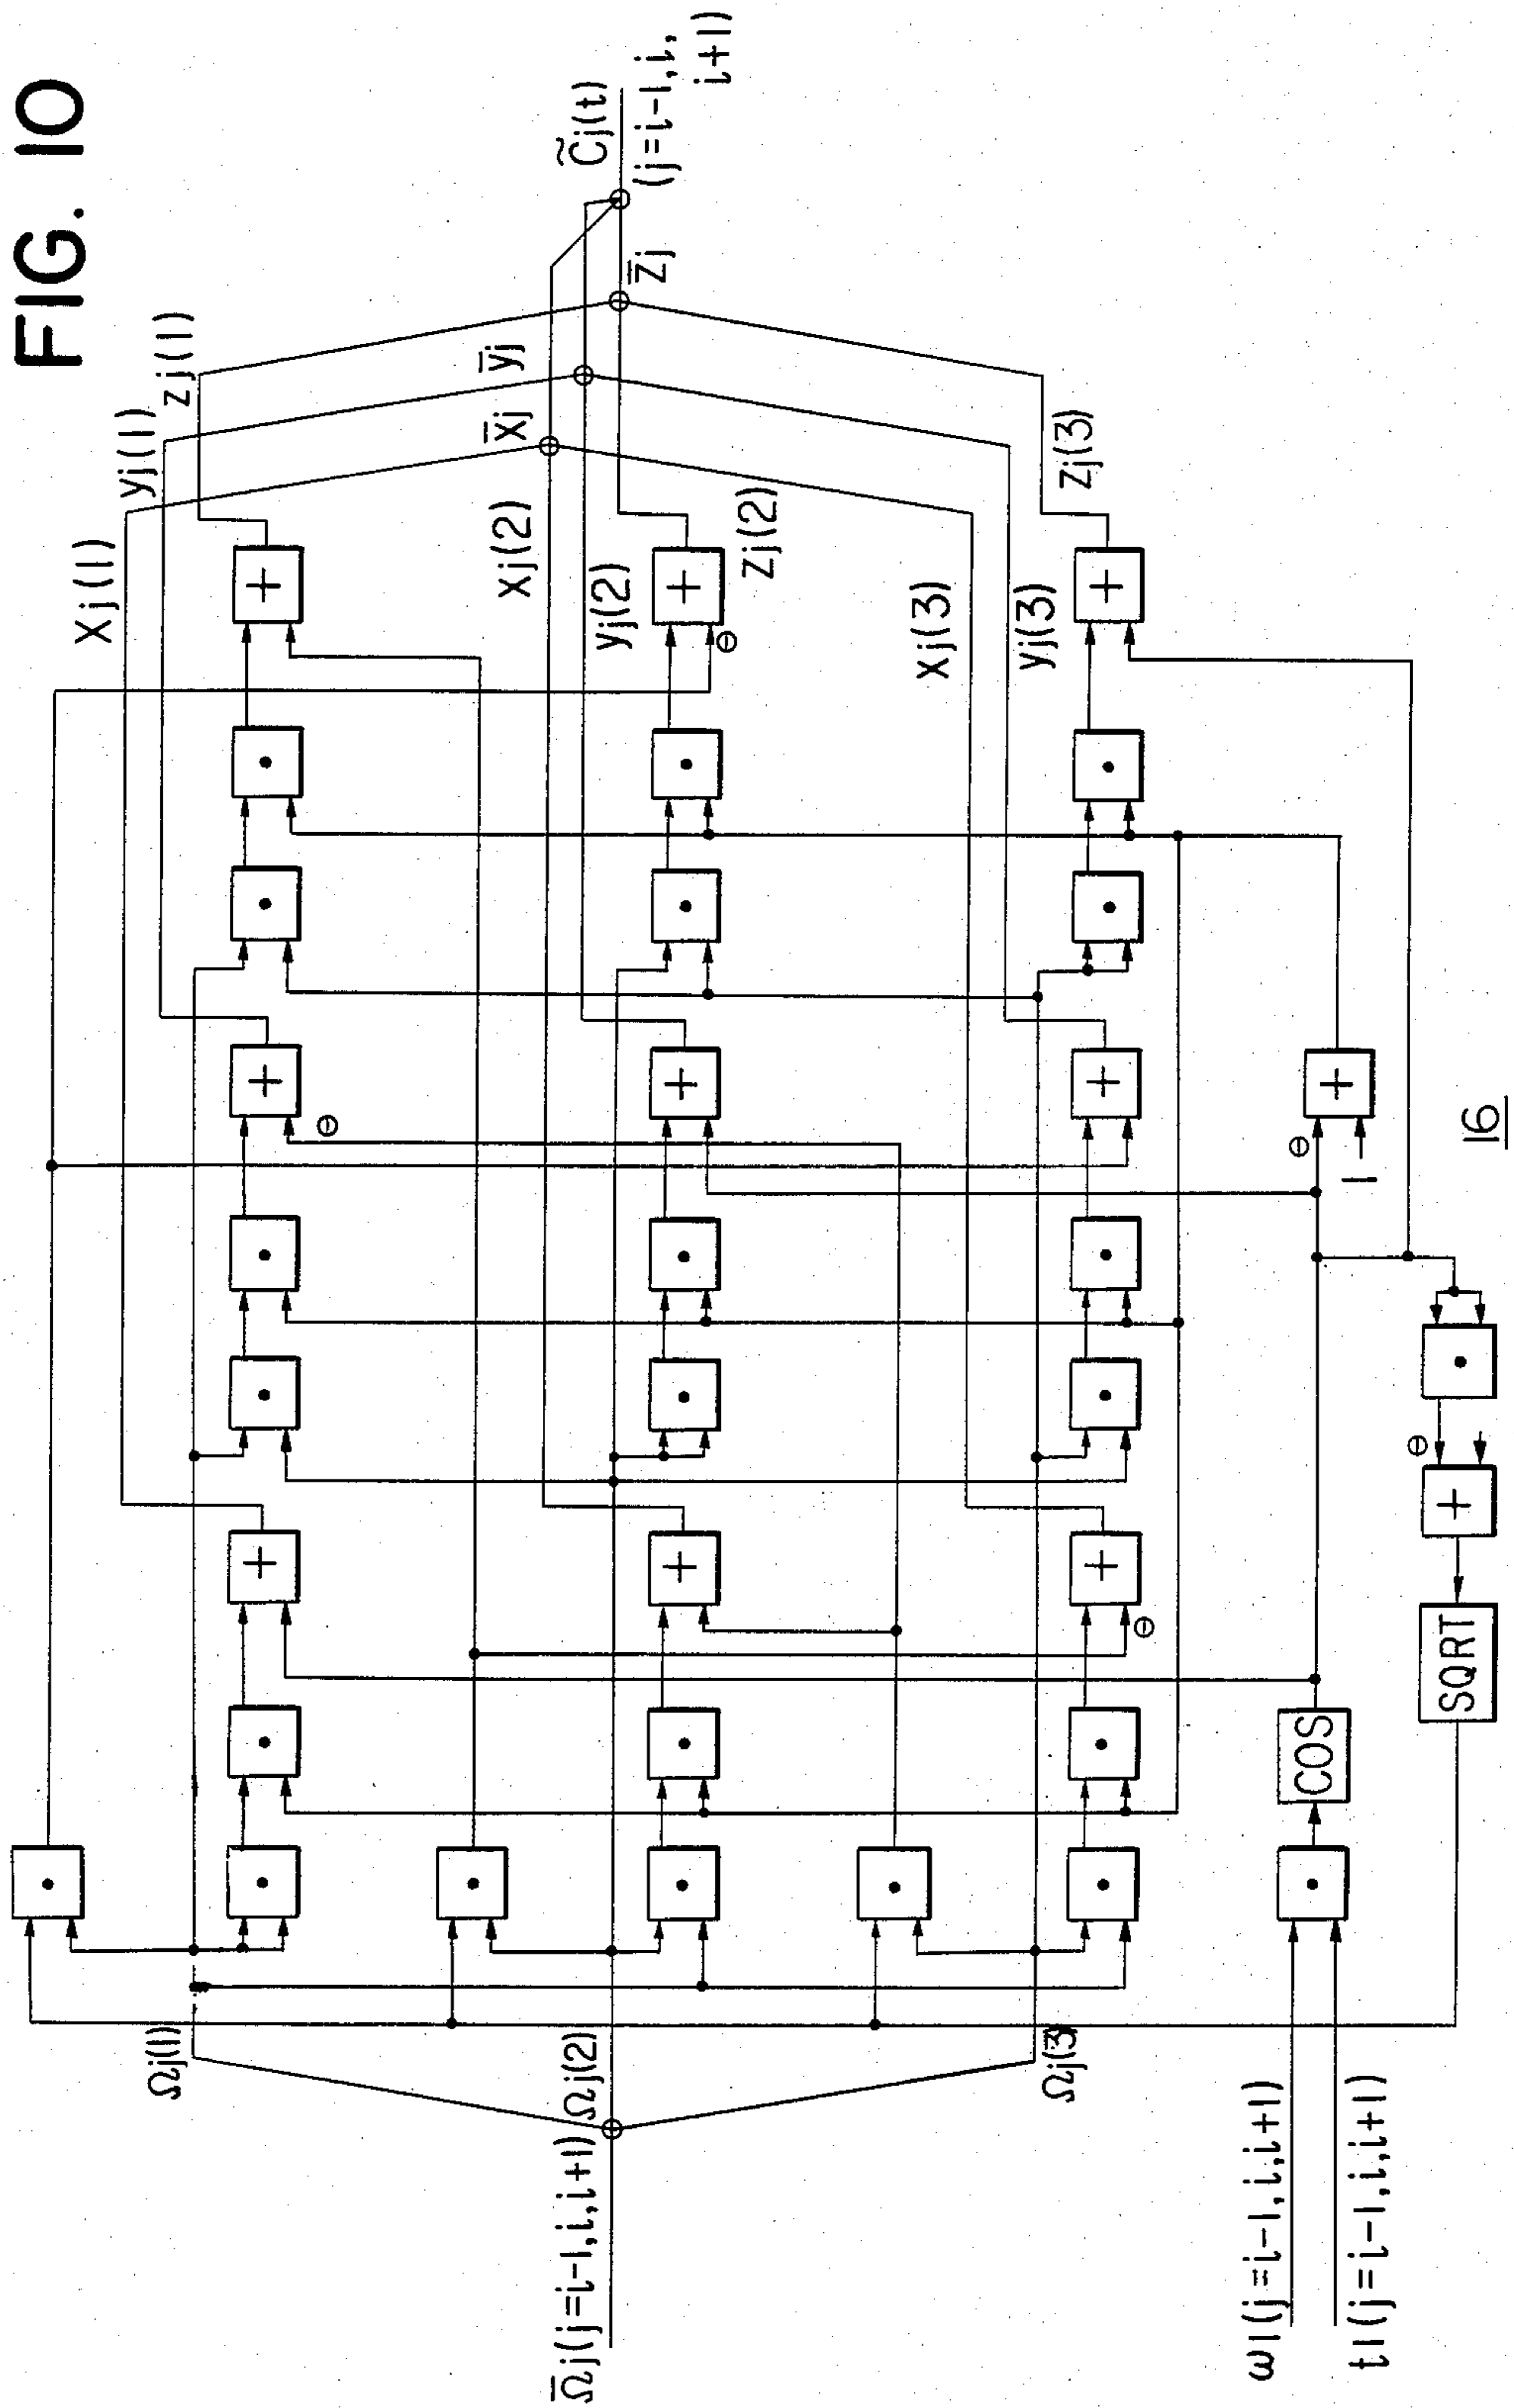 FIG. 10
Xj(1)
yj(1)
zj(1)
Xj(2)
yj(2)
Zj(2)
Xj(3)
yj(3)
Zj(3)
X̄j
ȳj
Z̄j
C̃j(t)
(j=i-1,i,
i+1)
+
+
+
⊖
•
•
•
•
•
•
+
⊖
+
+
•
•
•
•
•
•
+
+
+
⊖
•
•
•
•
•
•
•
•
•
Ωj(1)
Ωj(2)
Ωj(3)
Ω̄j(j=i-1,i,i+1)
ω1(j=i-1,i,i+1)
t1(j=i-1,i,i+1)
•
COS
⊖
1
+
•
⊖
+
SQRT
16